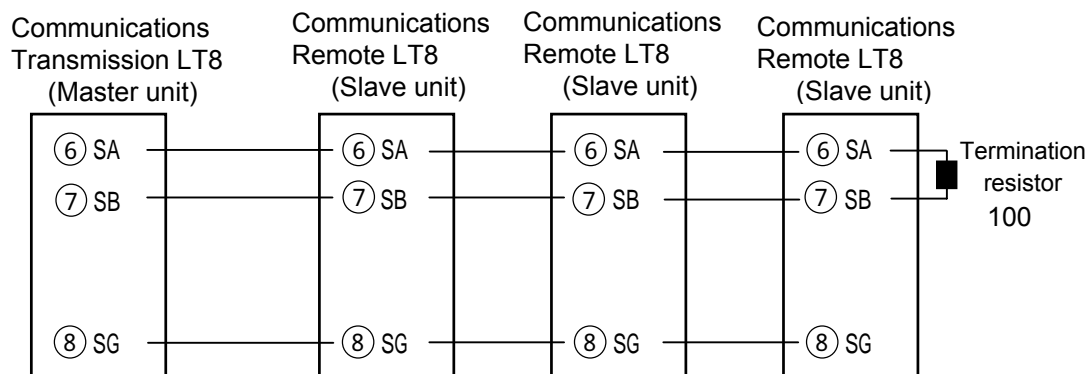 Communications
Transmission LT8
(Master unit)
Communications
Remote LT8
(Slave unit)
Communications
Remote LT8
(Slave unit)
Communications
Remote LT8
(Slave unit)
6 SA
7 SB
8 SG
6 SA
7 SB
8 SG
6 SA
7 SB
8 SG
6 SA
7 SB
8 SG
Termination
resistor
100